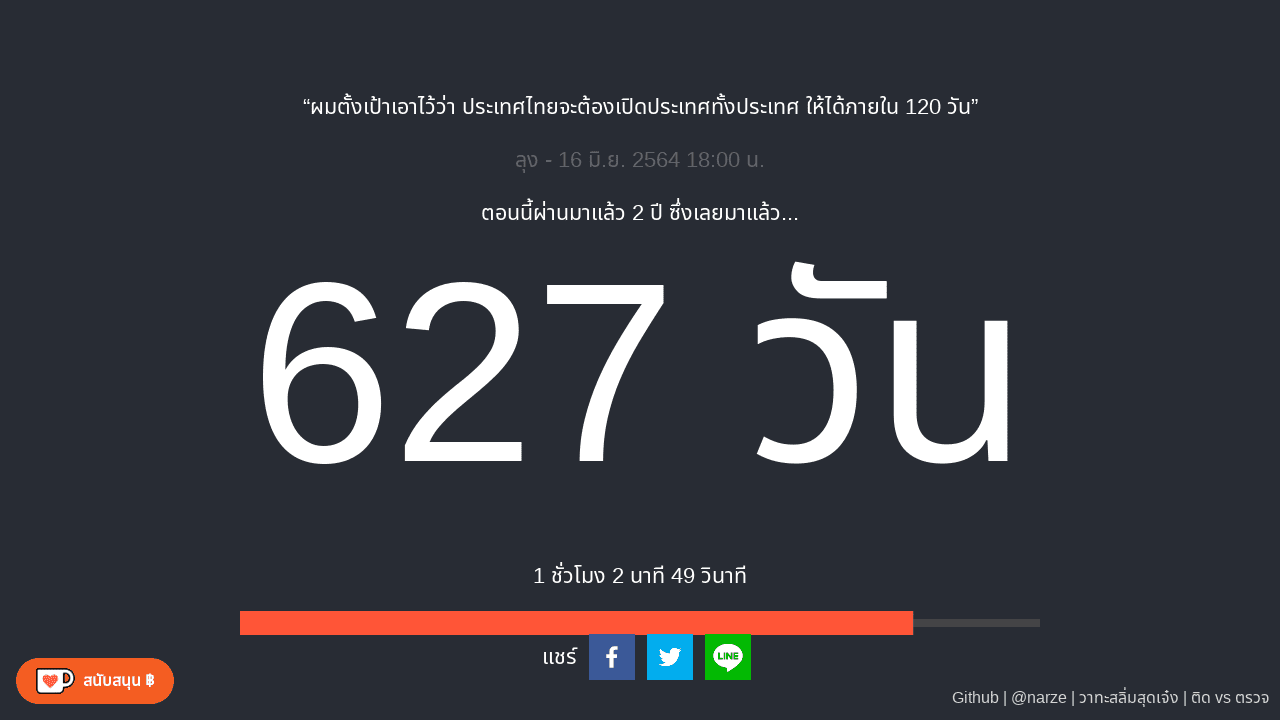 “ผมตั้งเป้าเอาไว้ว่า ประเทศไทยจะต้องเปิดประเทศทั้งประเทศ ให้ได้ภายใน 120 วัน”
ลุง - 16 มิ.ย. 2564 18:00 น.
ตอนนี้ผ่านมาแล้ว 2 ปี ซึ่งเลยมาแล้ว...
627 วัน
1 ชั่วโมง 2 นาที 49 วินาที
แชร์
LINE
สนับสนุน ฿
Github | @narze | วาทะสลิ่มสุดเจ๋ง | ติด vs ตรวจ